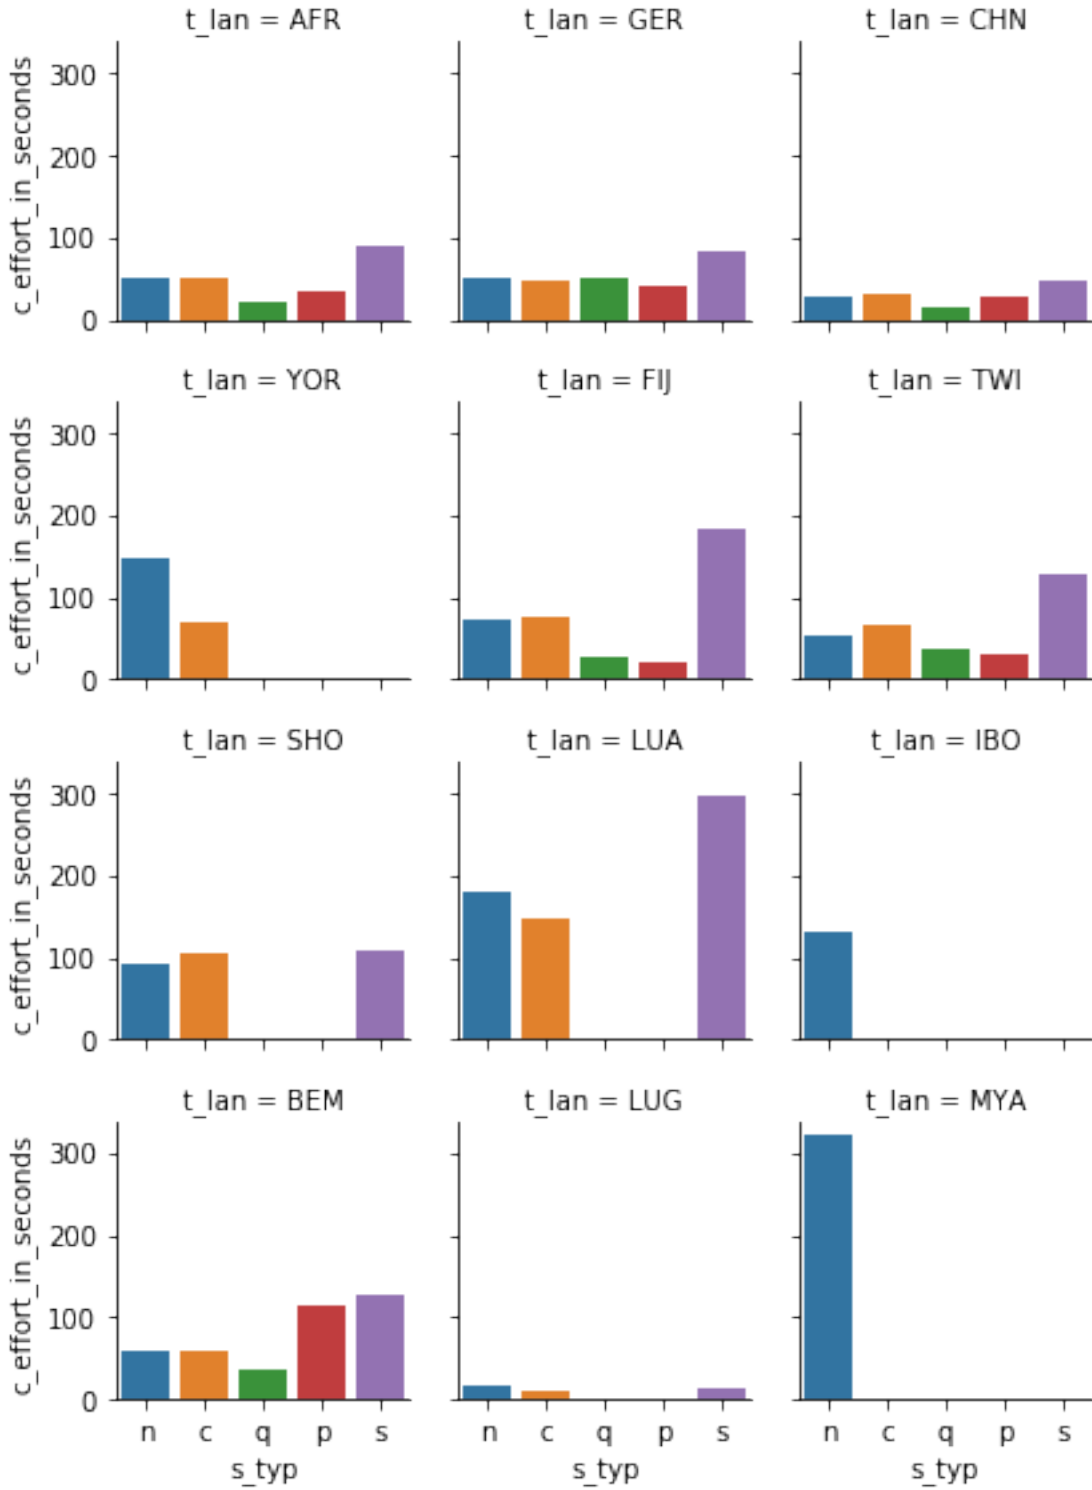 t_lan = AFR
t_lan = GER
t_lan = CHN
c_effort_in_seconds
300
200
100
0
t_lan = YOR
t_lan = FIJ
t_lan = TWI
c_effort_in_seconds
300
200
100
0
t_lan = SHO
t_lan = LUA
t_lan = IBO
c_effort_in_seconds
300
200
100
0
t_lan = BEM
t_lan = LUG
t_lan = MYA
c_effort_in_seconds
300
200
100
0
n c q p s
n c q p s
n c q p s
s_typ
s_typ
s_typ